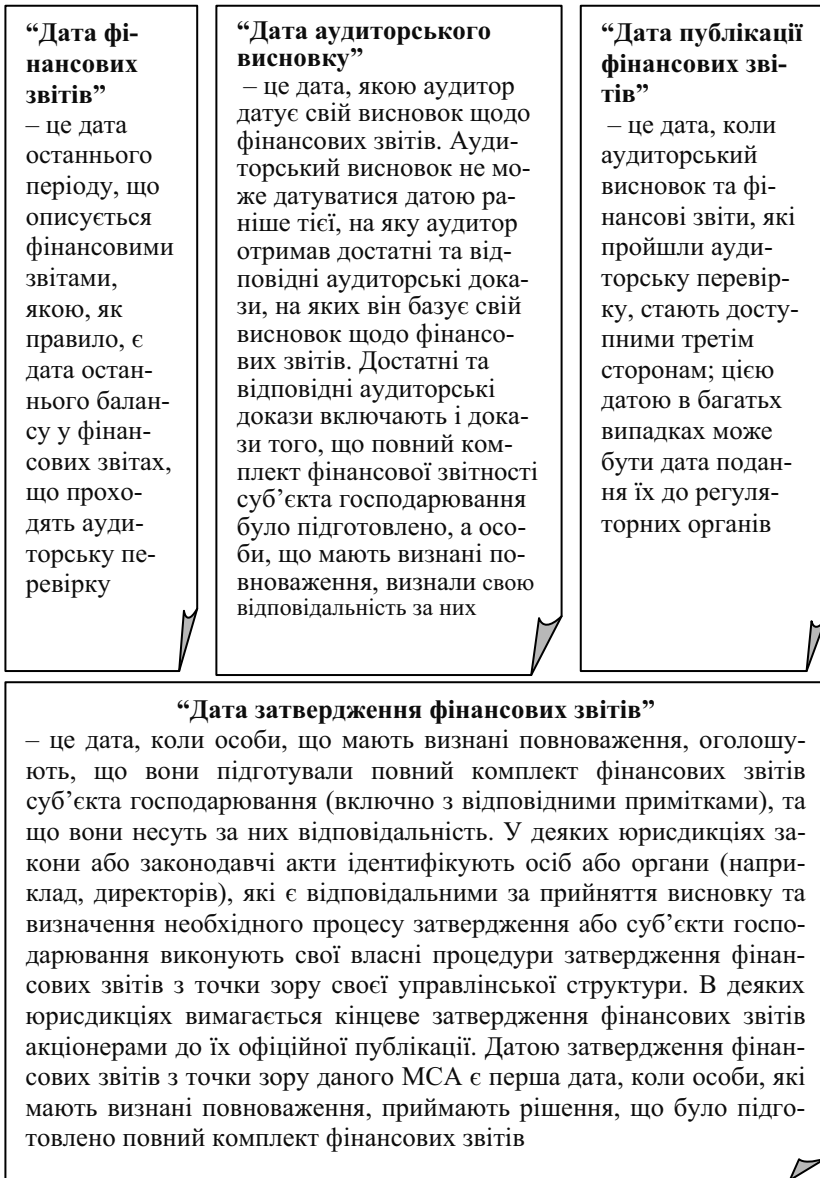 “Дата фі-
нансових
звітів”
– це дата
останнього
періоду, що
описується
фінансовими
звітами,
якою, як
правило, є
дата остан-
нього балан-
су у фінан-
сових звітах,
що прохо-
дять ауди-
торську пе-
ревірку
“Дата аудиторського
висновку”
– це дата, якою аудитор
датує свій висновок щодо
фінансових звітів. Ауди-
торський висновок не мо-
же датуватися датою ра-
ніше тієї, на яку аудитор
отримав достатні та від-
повідні аудиторські дока-
зи, на яких він базує свій
висновок щодо фінансо-
вих звітів. Достатні та
відповідні аудиторські
докази включають і дока-
зи того, що повний ком-
плект фінансової звітності
суб’єкта господарювання
було підготовлено, а осо-
би, що мають визнані по-
вноваження, визнали свою
відповідальність за них
“Дата публікації
фінансових зві-
тів”
– це дата, коли
аудиторський
висновок та фі-
нансові звіти, які
пройшли ауди-
торську перевір-
ку, стають досту-
пними третім
сторонам; цією
датою в багатьх
випадках може
бути дата подан-
ня їх до регуля-
торних органів
“Дата затвердження фінансових звітів”
– це дата, коли особи, що мають визнані повноваження, оголошу-
ють, що вони підготували повний комплект фінансових звітів
суб’єкта господарювання (включно з відповідними примітками), та
що вони несуть за них відповідальність. У деяких юрисдикціях за-
кони або законодавчі акти ідентифікують осіб або органи (напри-
клад, директорів), які є відповідальними за прийняття висновку та
визначення необхідного процесу затвердження або суб’єкти госпо-
дарювання виконують свої власні процедури затвердження фінан-
сових звітів з точки зору своєї управлінської структури. В деяких
юрисдикціях вимагається кінцеве затвердження фінансових звітів
акціонерами до їх офіційної публікації. Датою затвердження фінан-
сових звітів з точки зору даного МСА є перша дата, коли особи, які
мають визнані повноваження, приймають рішення, що було підго-
товлено повний комплект фінансових звітів